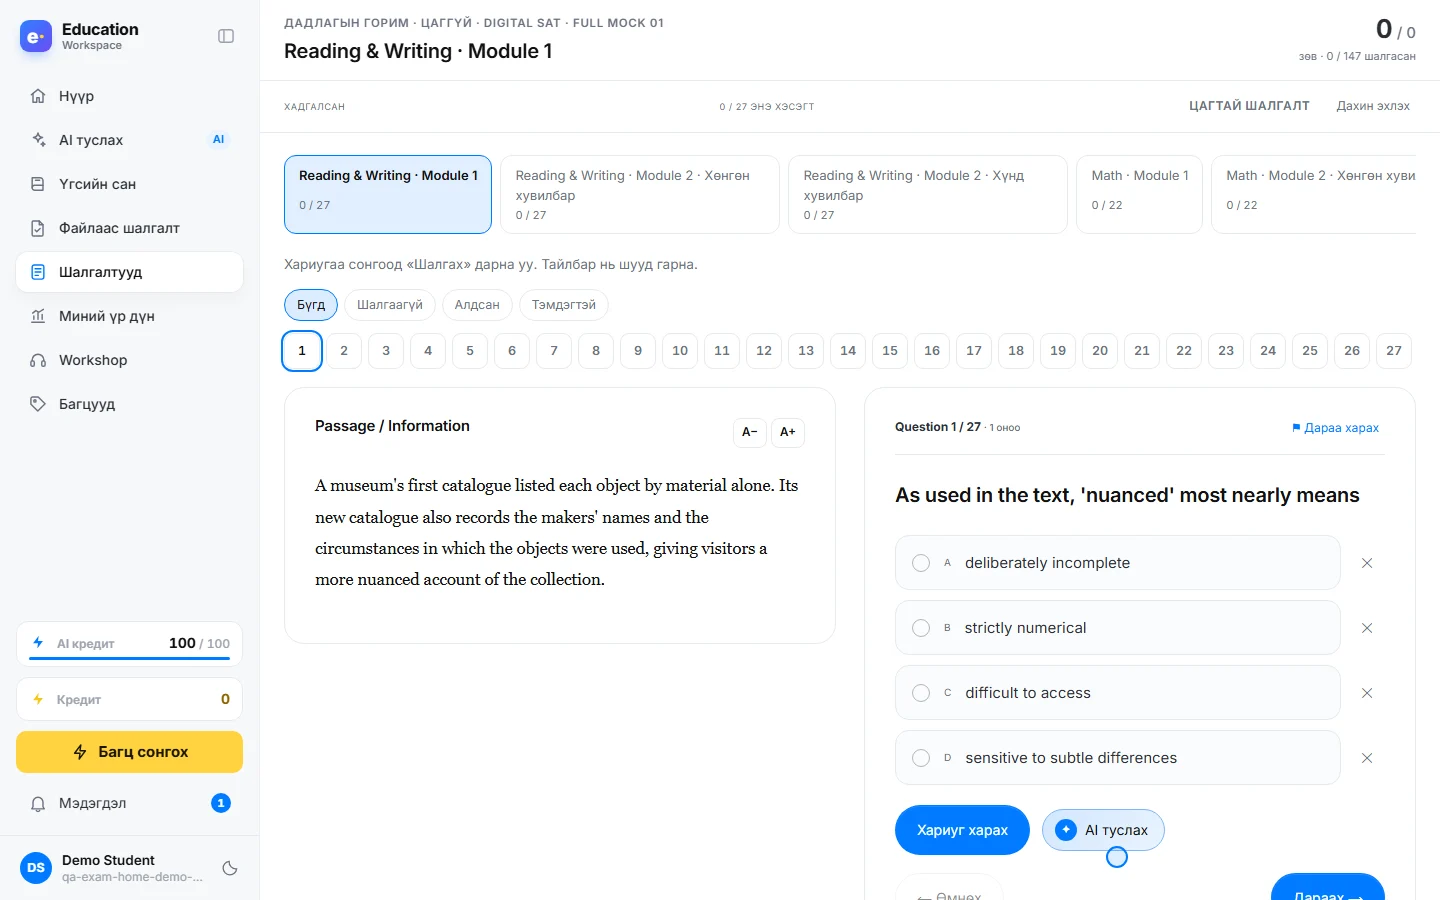 e·
Education
Workspace
Нүүр
AI туслах
AI
Үгсийн сан
Файлаас шалгалт
Шалгалтууд
Миний үр дүн
Workshop
Багцууд
AI кредит
100 / 100
Кредит
0
Багц сонгох
Мэдэгдэл
1
DS
Demo Student
qa-exam-home-demo-...
ДАДЛАГЫН ГОРИМ · ЦАГГҮЙ · DIGITAL SAT · FULL MOCK 01
Reading & Writing · Module 1
0 / 0
зөв · 0 / 147 шалгасан
ХАДГАЛСАН
0 / 27 ЭНЭ ХЭСЭГТ
ЦАГТАЙ ШАЛГАЛТ
Дахин эхлэх
Reading & Writing · Module 1
0 / 27
Reading & Writing · Module 2 · Хөнгөн
хувилбар
0 / 27
Reading & Writing · Module 2 · Хүнд
хувилбар
0 / 27
Math · Module 1
0 / 22
Math · Module 2 · Хөнгөн хуви
0 / 22
Хариугаа сонгоод «Шалгах» дарна уу. Тайлбар нь шууд гарна.
Бүгд
Шалгаагүй
Алдсан
Тэмдэгтэй
1 2 3 4 5 6 7 8 9 10 11 12 13 14 15 16 17 18 19 20 21 22 23 24 25 26 27
Passage / Information
A−
A+
A museum's first catalogue listed each object by material alone. Its
new catalogue also records the makers' names and the
circumstances in which the objects were used, giving visitors a
more nuanced account of the collection.
Question 1 / 27 · 1 оноо
Дараа харах
As used in the text, 'nuanced' most nearly means
A deliberately incomplete
B strictly numerical
C difficult to access
D sensitive to subtle differences
Хариуг харах
AI туслах
← Өмнөх
Дараах →